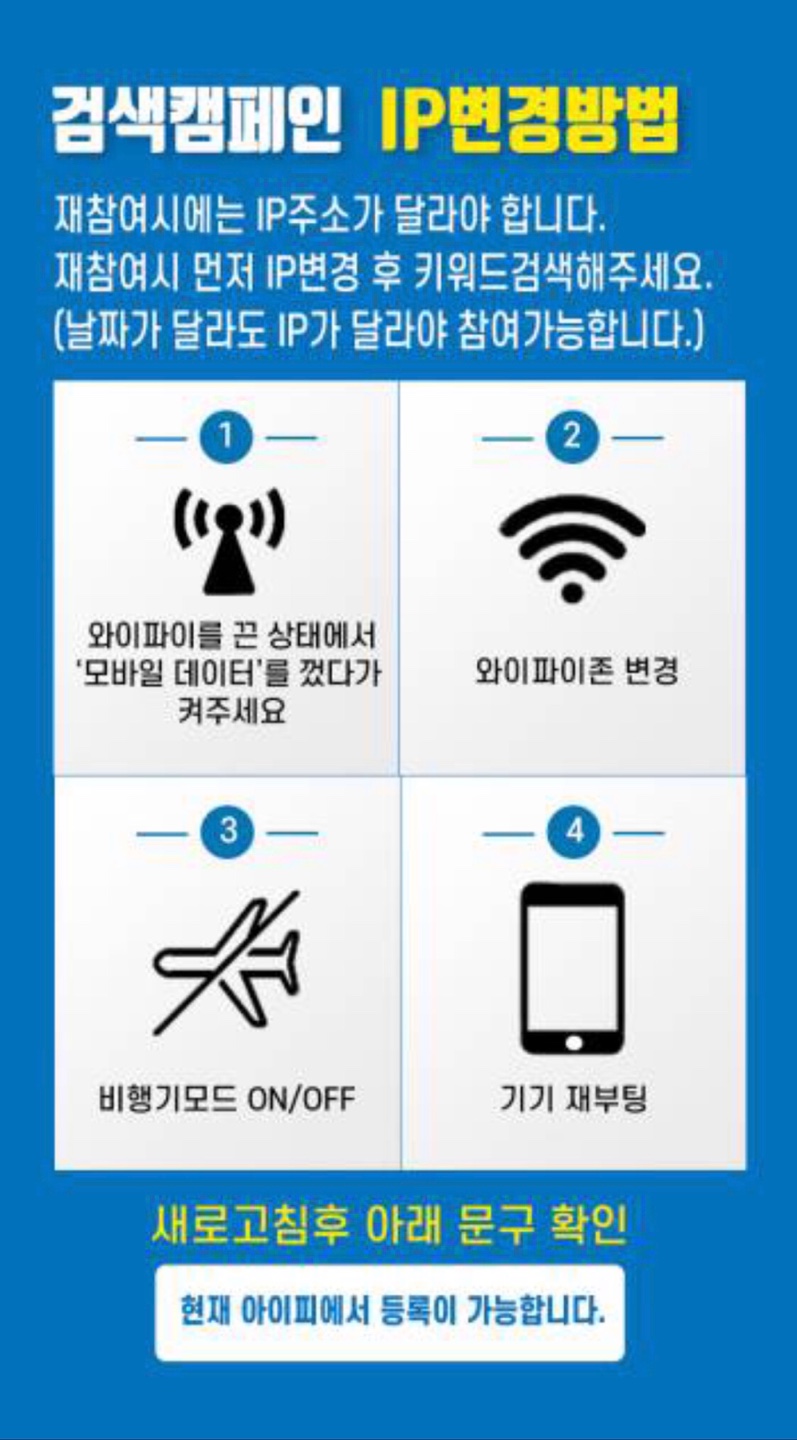 검색캠페인 IP변경방법
재참여시에는 IP주소가 달라야 합니다.
재참여시 먼저 IP변경 후 키워드검색해주세요.
(날짜가 달라도 IP가 달라야 참여가능합니다.)
1
와이파이를 끈 상태에서
‘모바일 데이터’를 껐다가
켜주세요
2
와이파이존 변경
3
비행기모드 ON/OFF
4
기기 재부팅
새로고침후 아래 문구 확인
현재 아이피에서 등록이 가능합니다.